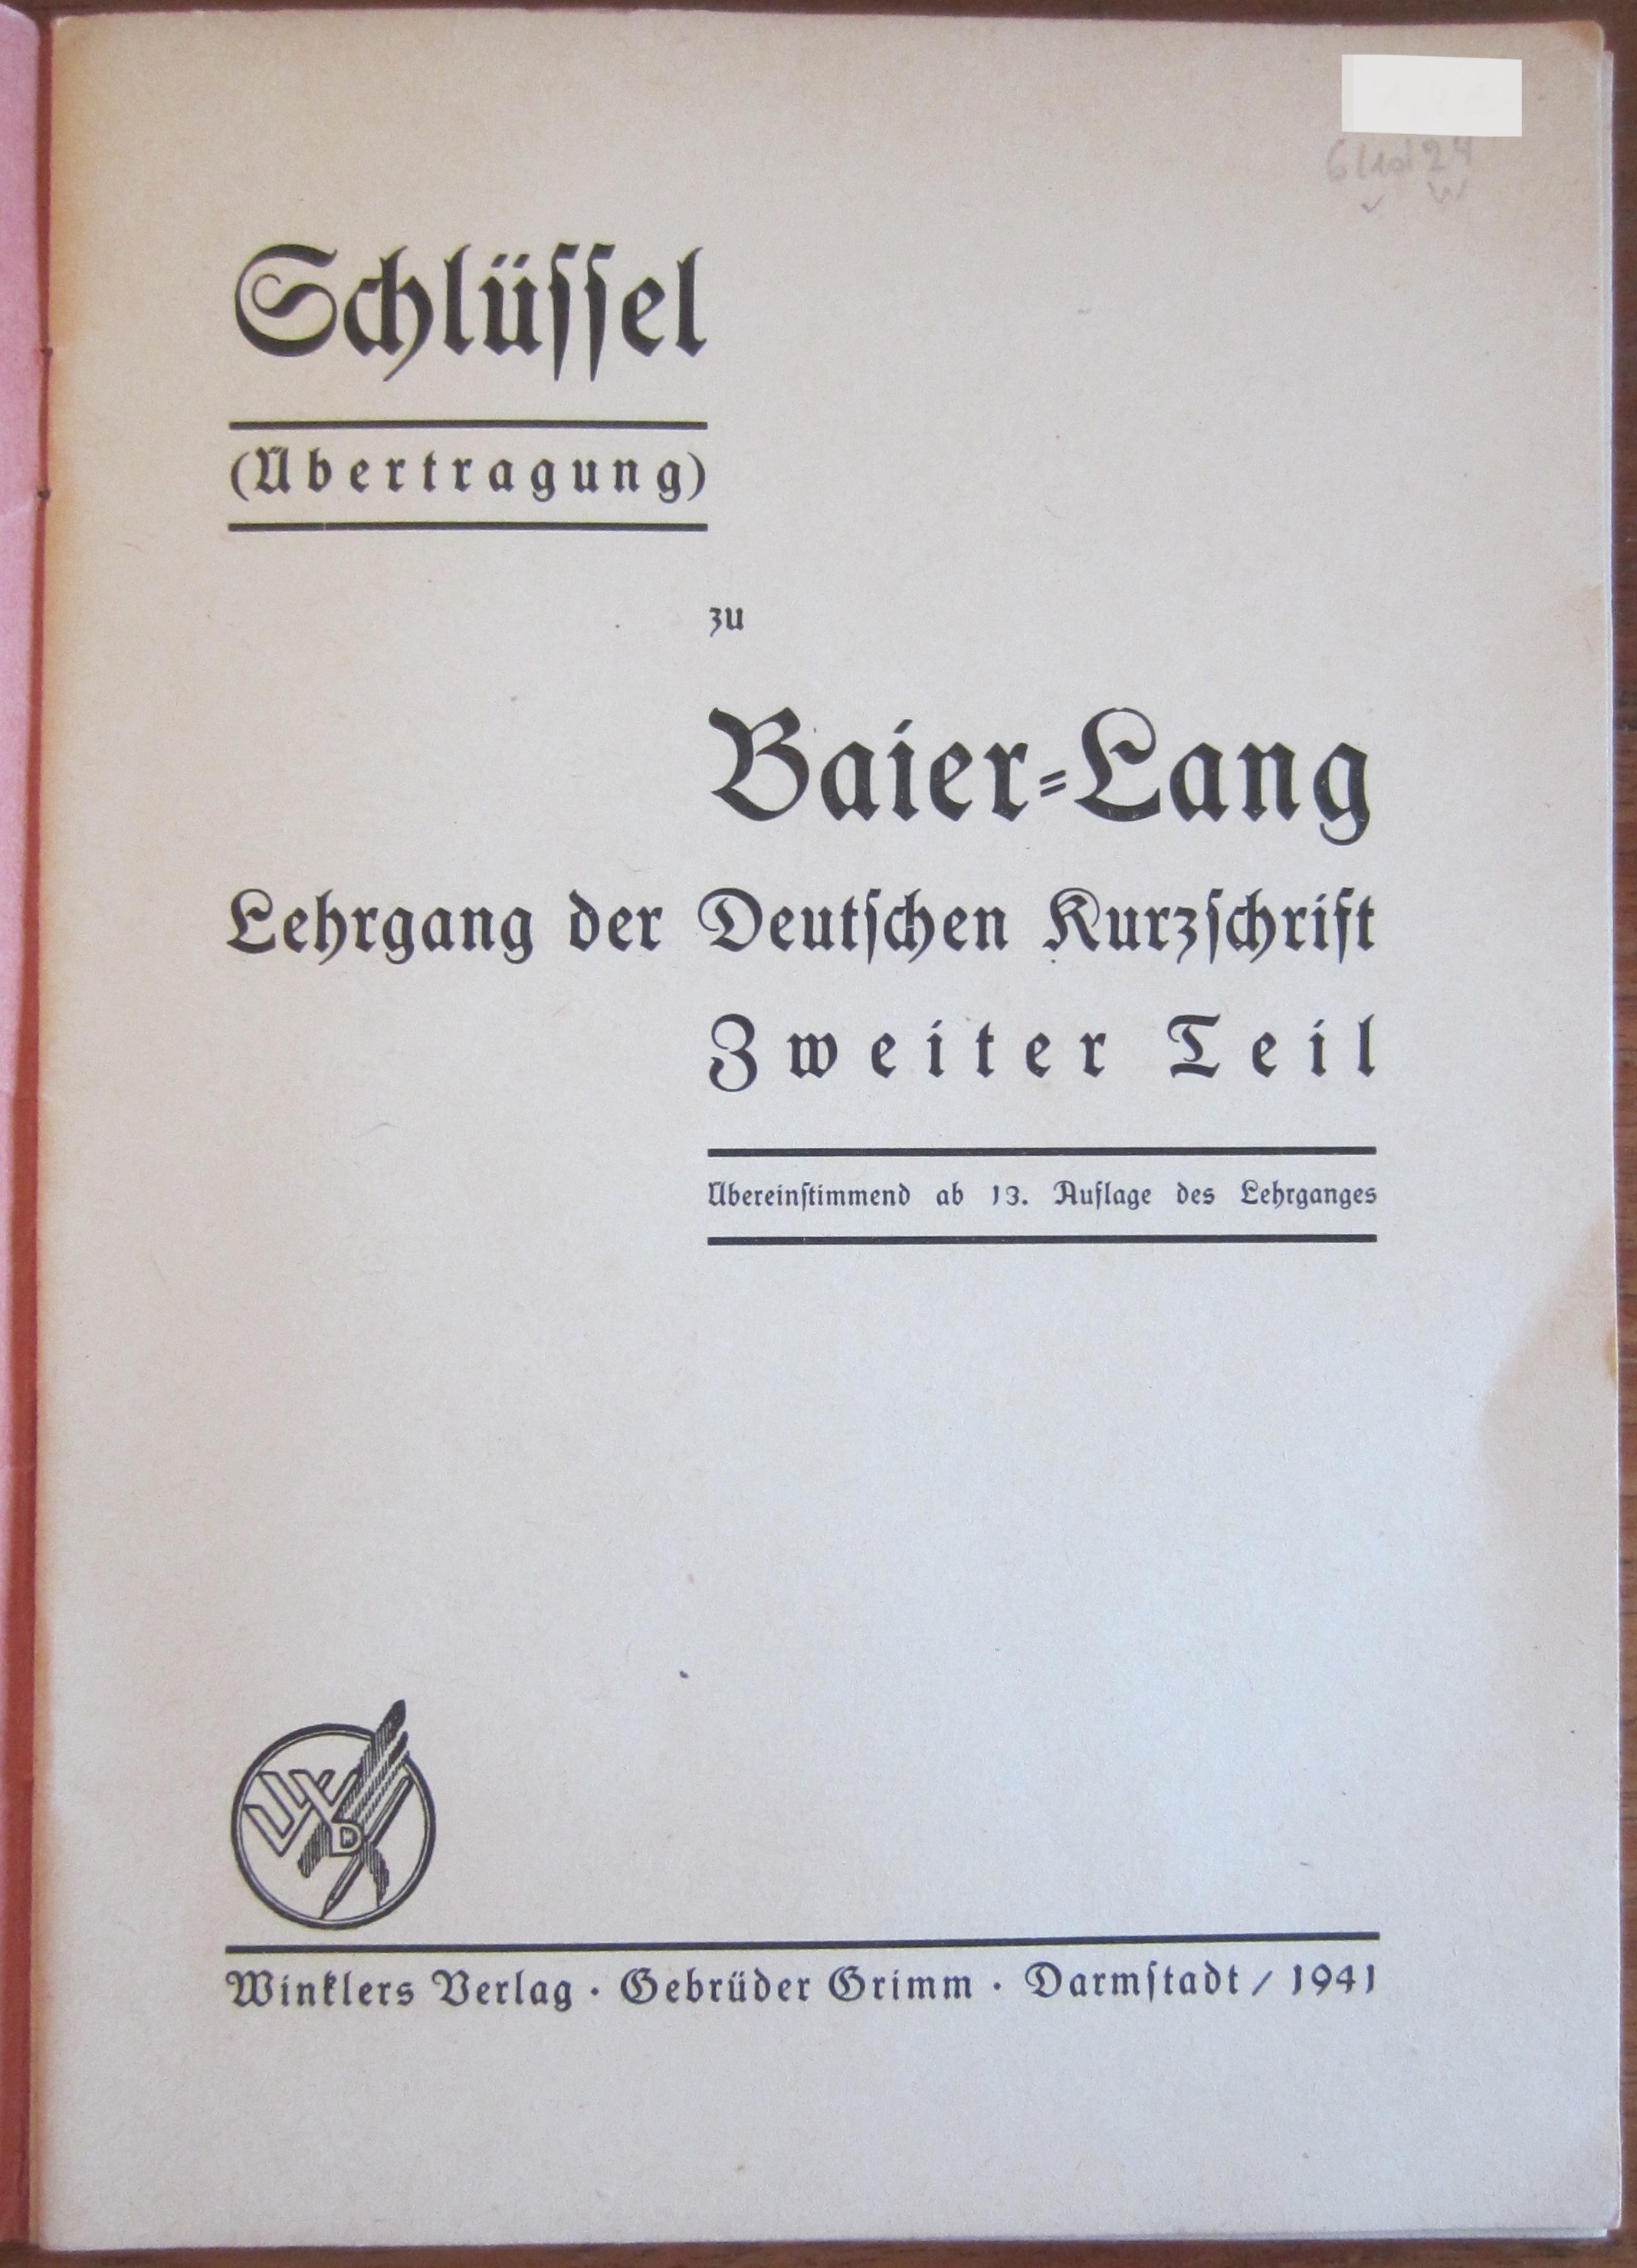 Schlüssel
(Übertragung)
zu
Baier-Lang
Lehrgang der Deutschen Kurzschrift
Zweiter Teil
Übereinstimmend ab 13. Auflage des Lehrganges
D
Winklers Verlag · Gebrüder Grimm · Darmstadt / 1941